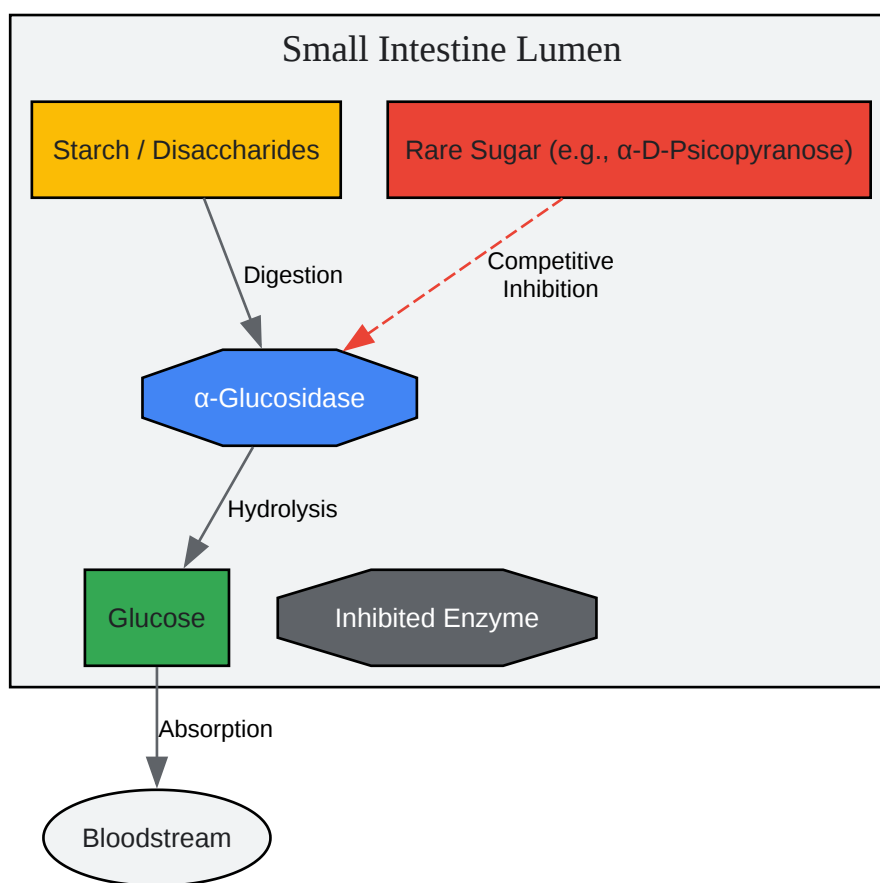 Small Intestine Lumen
Starch / Disaccharides
Rare Sugar (e.g., α-D-Psicopyranose)
Digestion
Competitive
Inhibition
α-Glucosidase
Hydrolysis
Glucose
Inhibited Enzyme
Absorption
Bloodstream